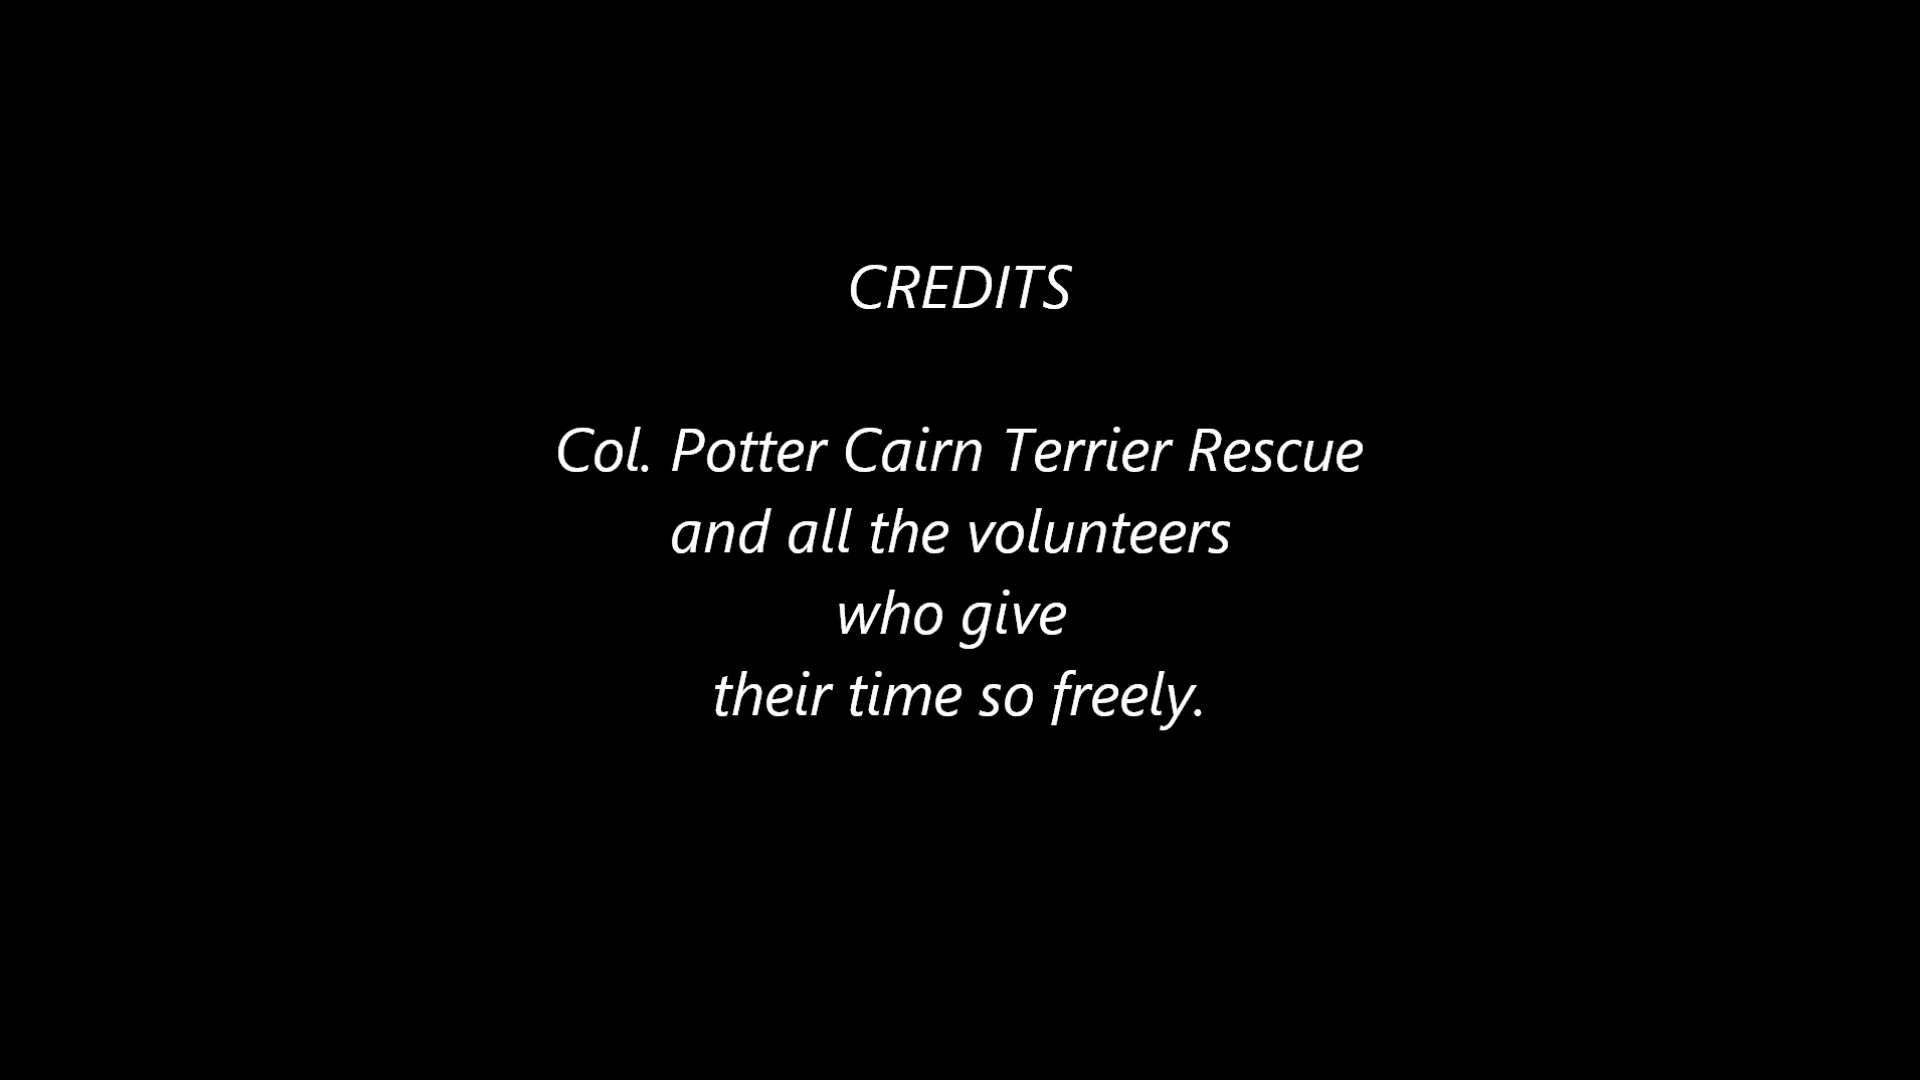 CREDITS
Col. Potter Cairn Terrier Rescue
and all the volunteers
who give
their time so freely.